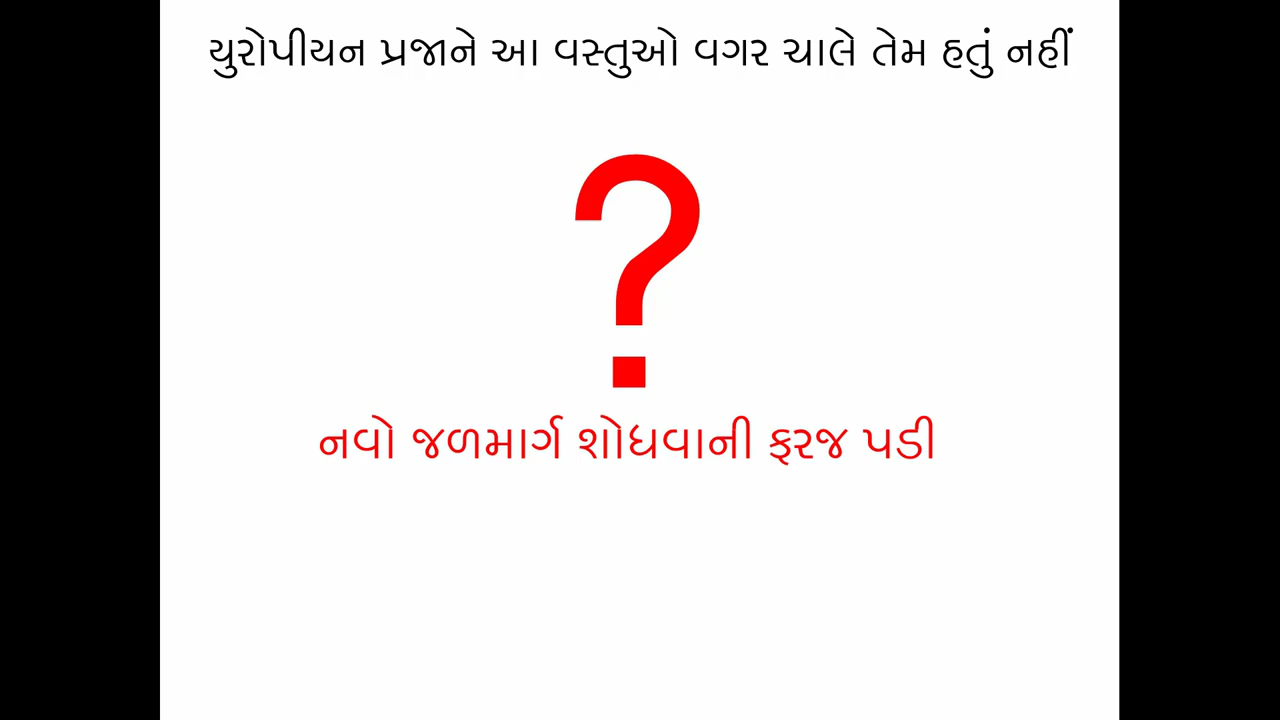 યુરોપીયન પ્રજાને આ વસ્તુઓ વગર ચાલે તેમ હતું નહીં
?
નવો જળમાર્ગ શોધવાની ફરજ પડી